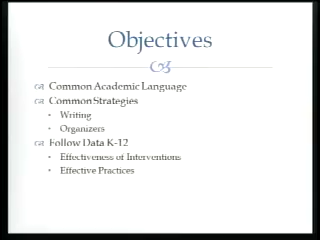 Objectives
Common Academic Language
Common Strategies
• Writing
• Organizers
Follow Data K-12
• Effectiveness of Interventions
• Effective Practices